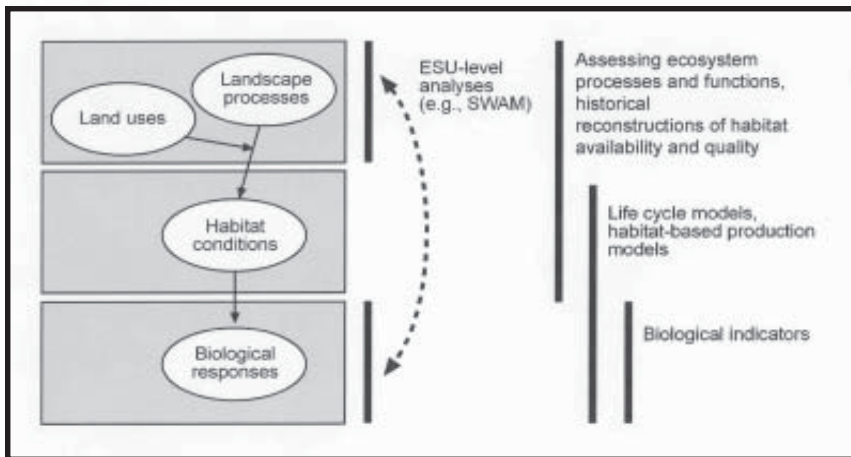 Landscape
processes
Land uses
Habitat
conditions
Biological
responses
ESU-level
analyses
(e.g., SWAM)
Assessing ecosystem
processes and functions,
historical
reconstructions of habitat
availability and quality
Life cycle models,
habitat-based production
models
Biological indicators